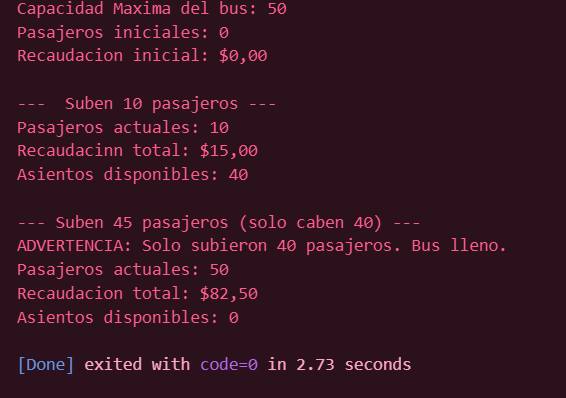 Capacidad Maxima del bus: 50
Pasajeros iniciales: 0
Recaudacion inicial: $0,00
---  Suben 10 pasajeros ---
Pasajeros actuales: 10
Recaudacinn total: $15,00
Asientos disponibles: 40
--- Suben 45 pasajeros (solo caben 40) ---
ADVERTENCIA: Solo subieron 40 pasajeros. Bus lleno.
Pasajeros actuales: 50
Recaudacion total: $82,50
Asientos disponibles: 0
[Done] exited with code=0 in 2.73 seconds